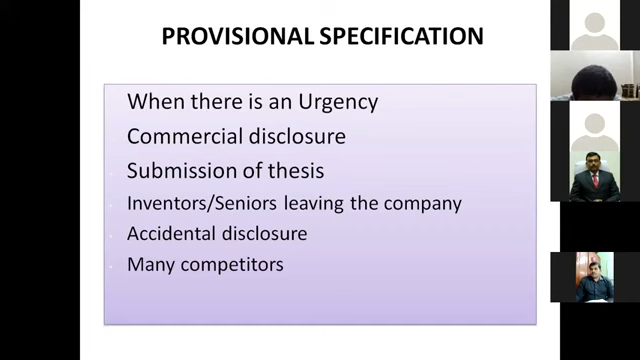 PROVISIONAL SPECIFICATION
When there is an Urgency
Commercial disclosure
Submission of thesis
Inventors/Seniors leaving the company
Accidental disclosure
Many competitors